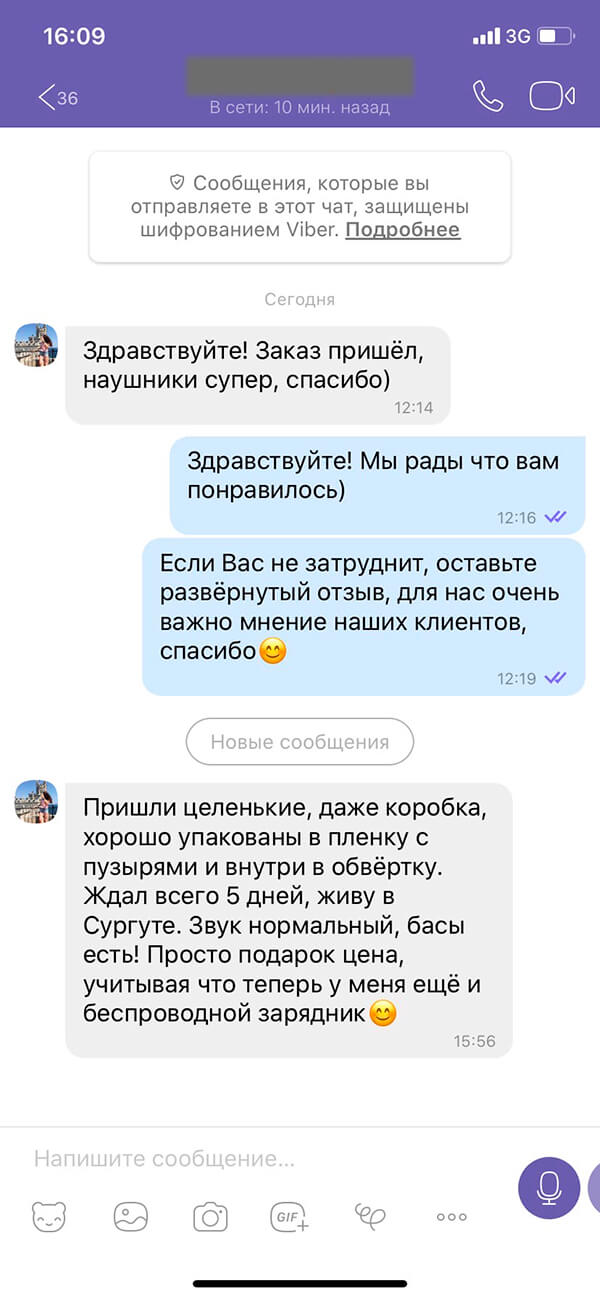 16:09
3G
36
В сети: 10 мин. назад
Сообщения, которые вы
отправляете в этот чат, защищены
шифрованием Viber. Подробнее
Сегодня
Здравствуйте! Заказ пришёл,
наушники супер, спасибо)
12:14
Здравствуйте! Мы рады что вам
понравилось)
12:16
Если Вас не затруднит, оставьте
развёрнутый отзыв, для нас очень
важно мнение наших клиентов,
спасибо😊
12:19
Новые сообщения
Пришли целенькие, даже коробка,
хорошо упакованы в пленку с
пузырями и внутри в обвёртку.
Ждал всего 5 дней, живу в
Сургуте. Звук нормальный, басы
есть! Просто подарок цена,
учитывая что теперь у меня ещё и
беспроводной зарядник😊
15:56
Напишите сообщение...
GIF